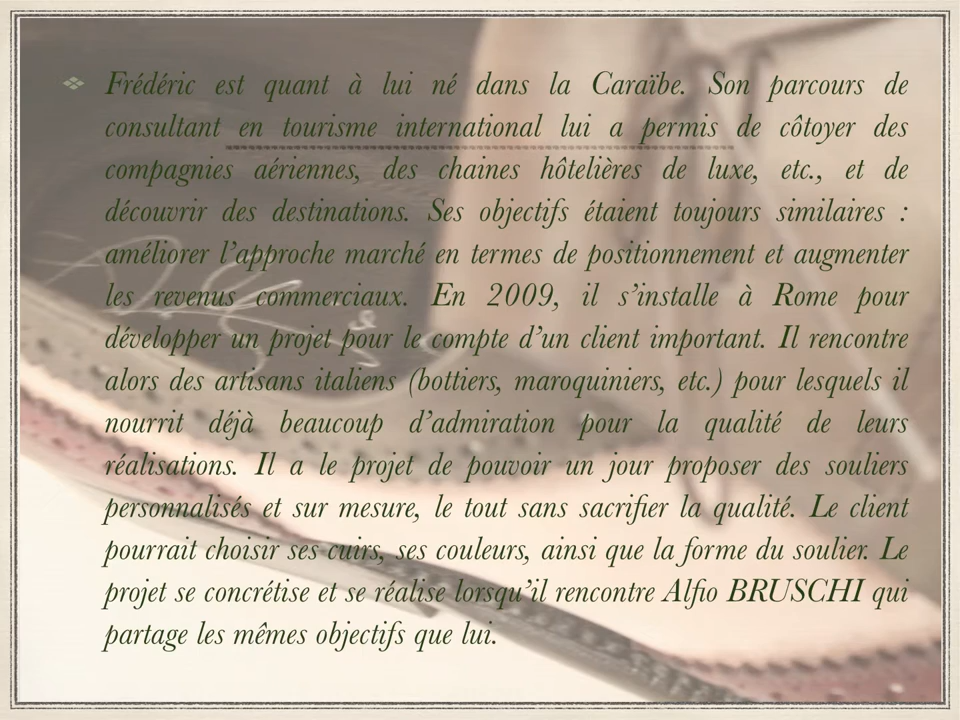 Frédéric est quant à lui né dans la Caraïbe. Son parcours de
consultant en tourisme international lui a permis de côtoyer des
compagnies aériennes, des chaines hôtelières de luxe, etc., et de
découvrir des destinations. Ses objectifs étaient toujours similaires :
améliorer l’approche marché en termes de positionnement et augmenter
les revenus commerciaux. En 2009, il s’installe à Rome pour
développer un projet pour le compte d’un client important. Il rencontre
alors des artisans italiens (bottiers, maroquiniers, etc.) pour lesquels il
nourrit déjà beaucoup d’admiration pour la qualité de leurs
réalisations. Il a le projet de pouvoir un jour proposer des souliers
personnalisés et sur mesure, le tout sans sacrifier la qualité. Le client
pourrait choisir ses cuirs, ses couleurs, ainsi que la forme du soulier. Le
projet se concrétise et se réalise lorsqu’il rencontre Alfio BRUSCHI qui
partage les mêmes objectifs que lui.